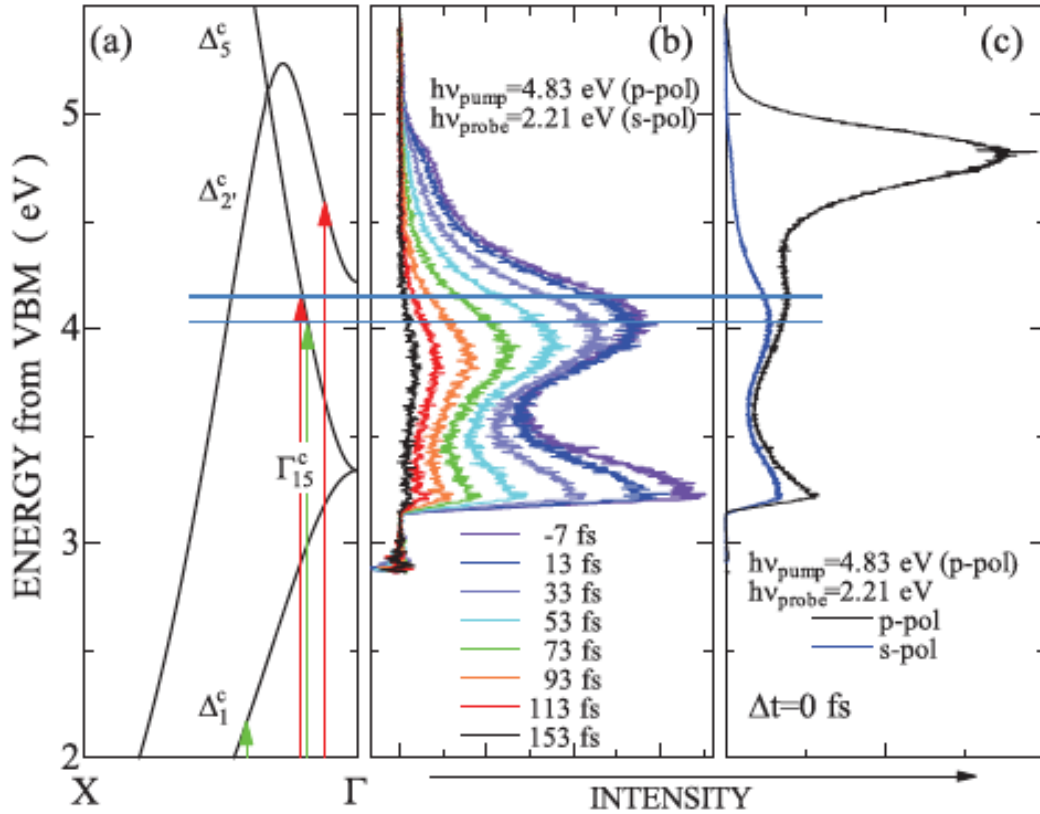 ENERGY from VBM ( eV )
5
4
3
2
(a)
Δ₅ᶜ
Δ₂'ᶜ
Γ₁₅ᶜ
Δ₁ᶜ
X
Γ
(b)
hνpump=4.83 eV (p-pol)
hνprobe=2.21 eV (s-pol)
-7 fs
13 fs
33 fs
53 fs
73 fs
93 fs
113 fs
153 fs
(c)
hνpump=4.83 eV (p-pol)
hνprobe=2.21 eV
p-pol
s-pol
Δt=0 fs
INTENSITY